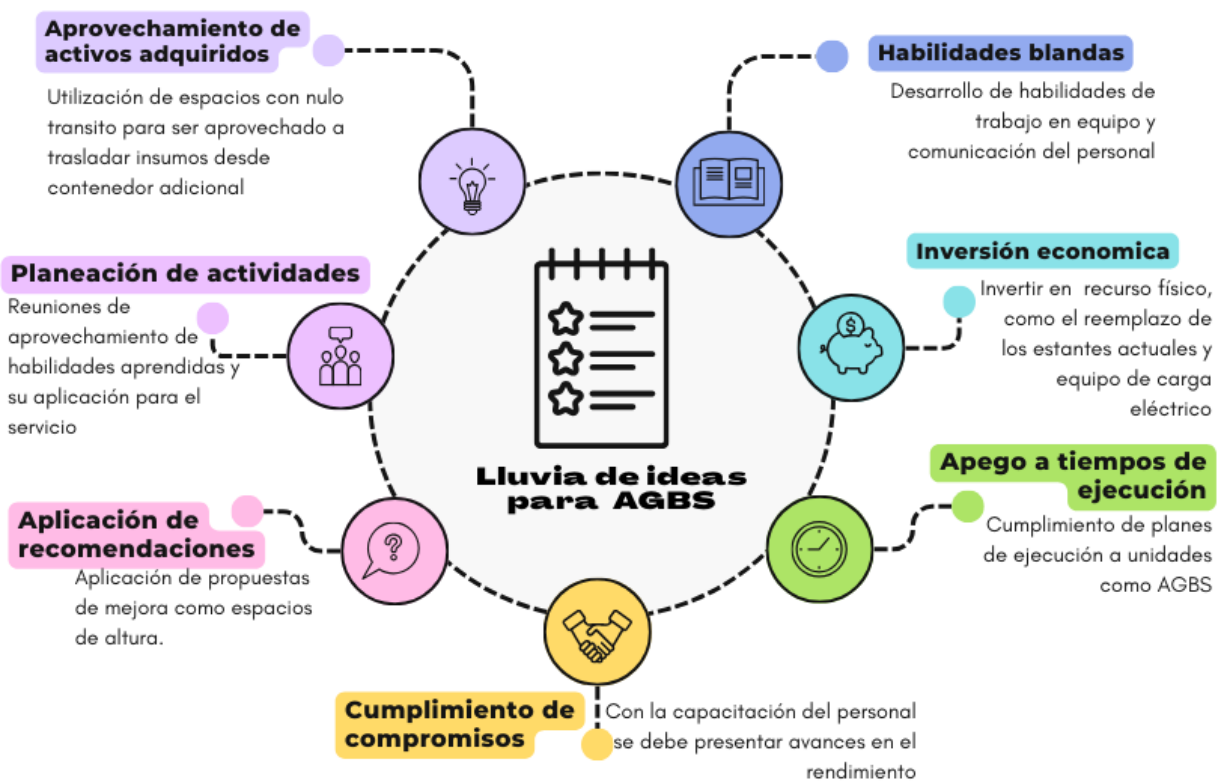 Aprovechamiento de
activos adquiridos
Utilización de espacios con nulo
transito para ser aprovechado a
trasladar insumos desde
contenedor adicional
Habilidades blandas
Desarrollo de habilidades de
trabajo en equipo y
comunicación del personal
Planeación de actividades
Reuniones de
aprovechamiento de
habilidades aprendidas y
su aplicación para el
servicio
Inversión economica
Invertir en recurso físico,
como el reemplazo de
los estantes actuales y
equipo de carga
eléctrico
$
Lluvia de ideas
para AGBS
Aplicación de
recomendaciones
Aplicación de propuestas
de mejora como espacios
de altura.
?
Apego a tiempos de
ejecución
Cumplimiento de planes
de ejecución a unidades
como AGBS
Cumplimiento de
compromisos
Con la capacitación del personal
se debe presentar avances en el
rendimiento